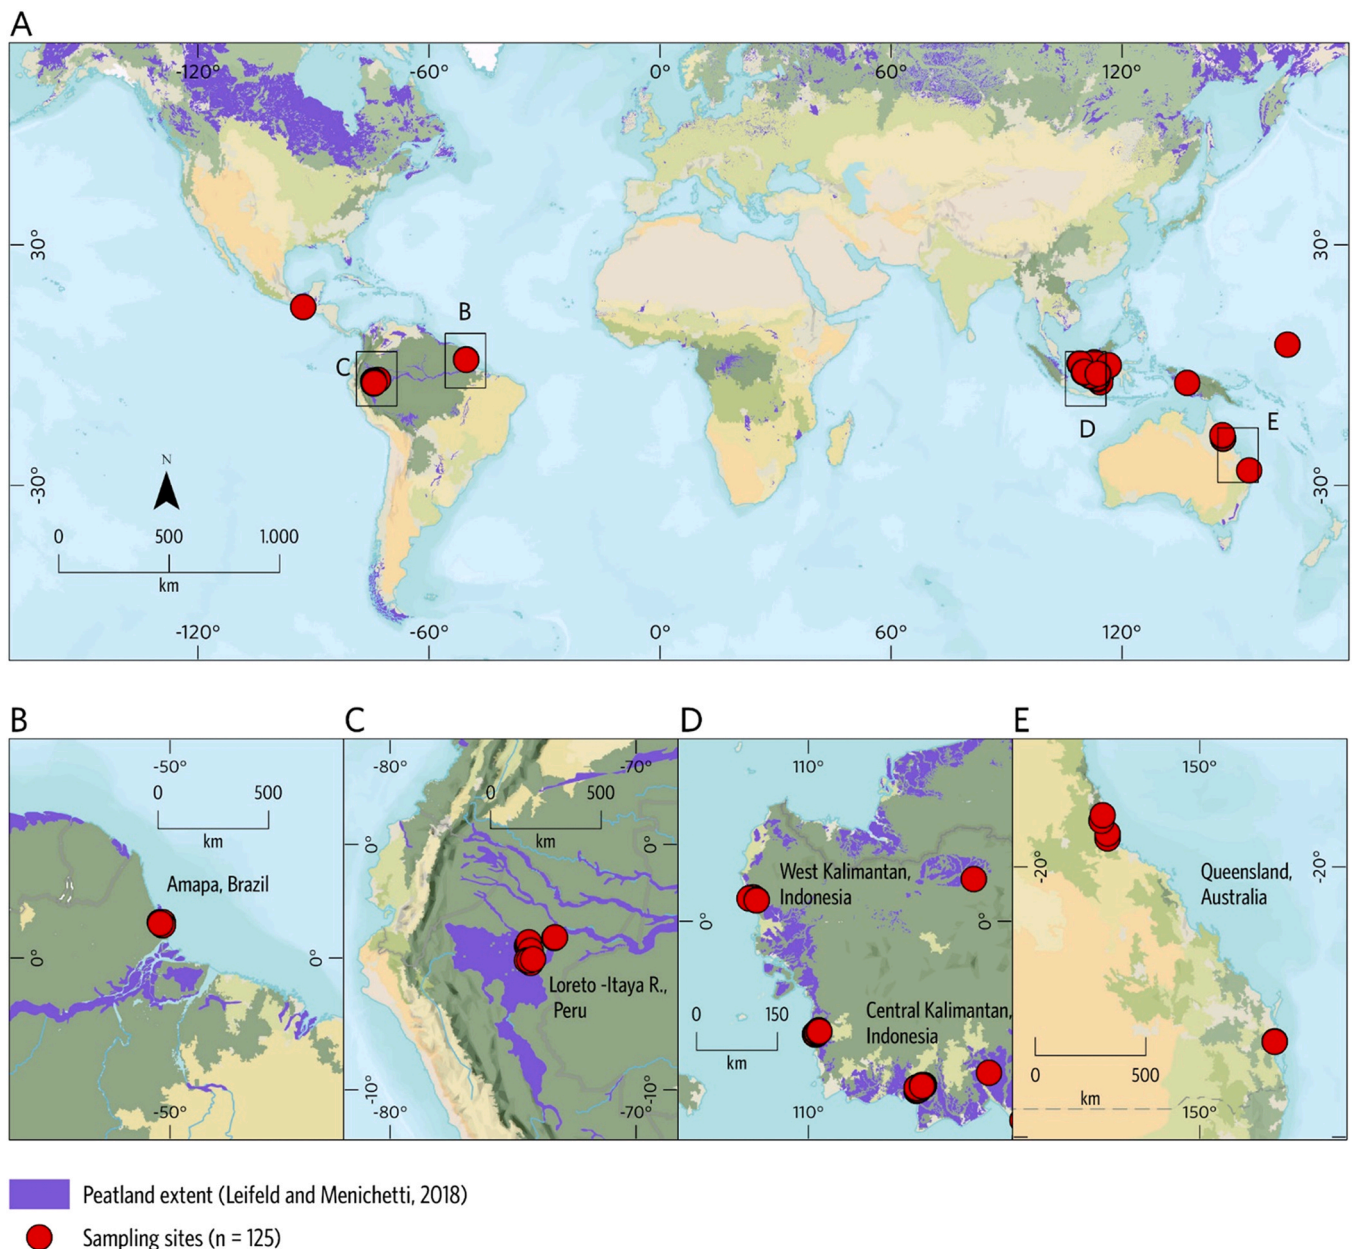 A
-120°
-60°
0°
60°
120°
30°
30°
B
C
D
E
N
-30°
-30°
0
500
1.000
km
-120°
-60°
0°
60°
120°
B
C
D
E
-50°
0
500
km
Amapa, Brazil
0°
0°
-50°
-80°
-70°
0
500
km
0°
0°
Loreto -Itaya R.,
Peru
-10°
-10°
-80°
-70°
110°
West Kalimantan,
Indonesia
0°
0°
0
150
km
Central Kalimantan,
Indonesia
110°
150°
-20°
-20°
Queensland,
Australia
0
500
km
150°
Peatland extent (Leifeld and Menichetti, 2018)
Sampling sites (n = 125)